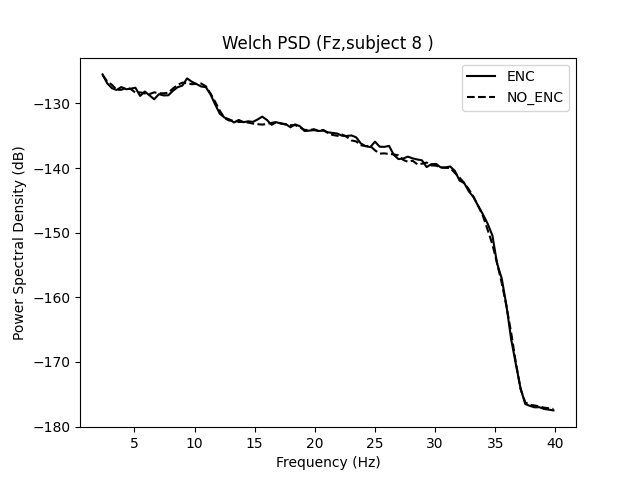 Welch PSD (Fz,subject 8 )
ENC
NO_ENC
Power Spectral Density (dB)
−130
−140
−150
−160
−170
−180
5 10 15 20 25 30 35 40
Frequency (Hz)